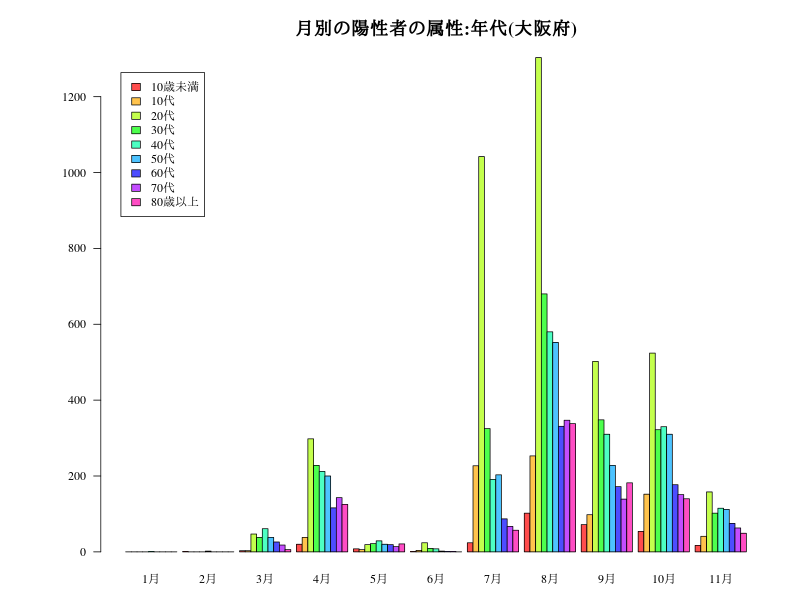 月別の陽性者の属性:年代(大阪府)
10歳未満
10代
20代
30代
40代
50代
60代
70代
80歳以上
1200
1000
800
600
400
200
0
1月 2月 3月 4月 5月 6月 7月 8月 9月 10月 11月